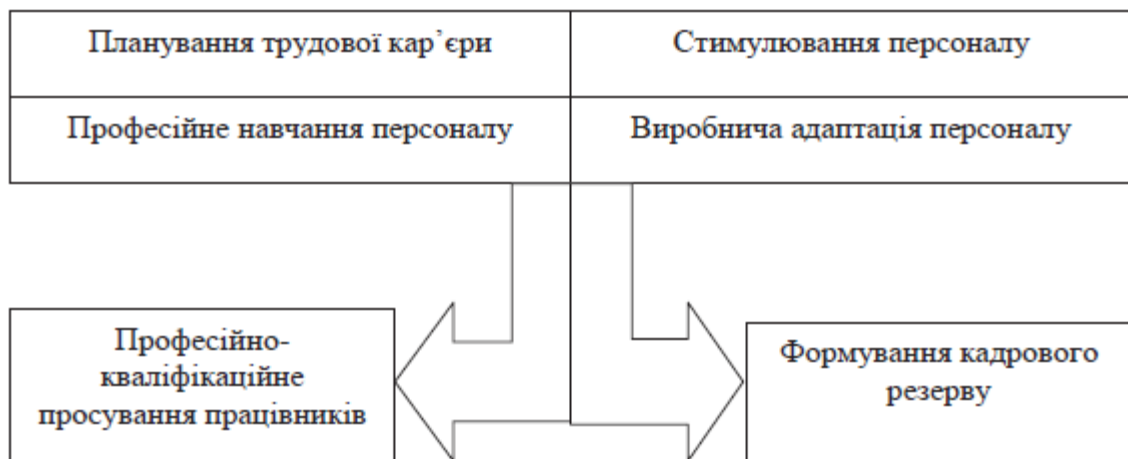 Планування трудової кар’єри
Стимулювання персоналу
Професійне навчання персоналу
Виробнича адаптація персоналу
Професійно-
кваліфікаційне
просування працівників
Формування кадрового
резерву